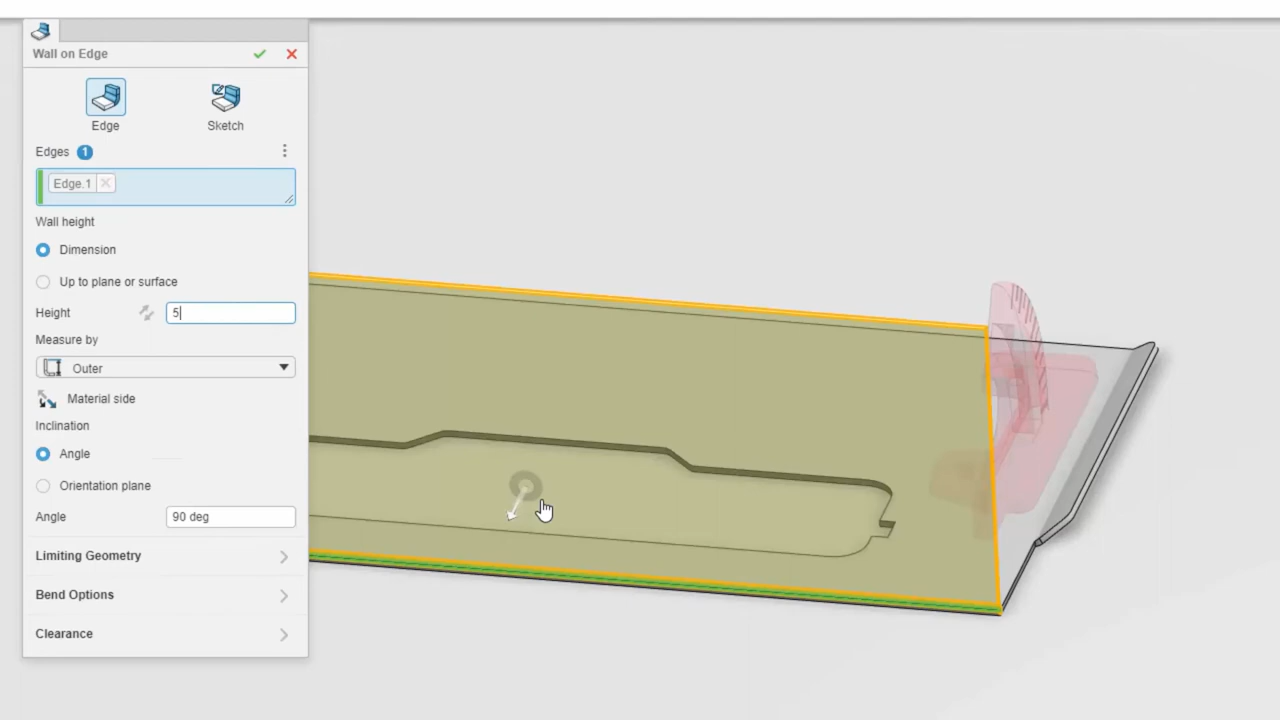 Wall on Edge
Edge
Sketch
Edges 1
Edge.1
Wall height
Dimension
Up to plane or surface
Height 5
Measure by
Outer
Material side
Inclination
Angle
Orientation plane
Angle 90 deg
Limiting Geometry
Bend Options
Clearance